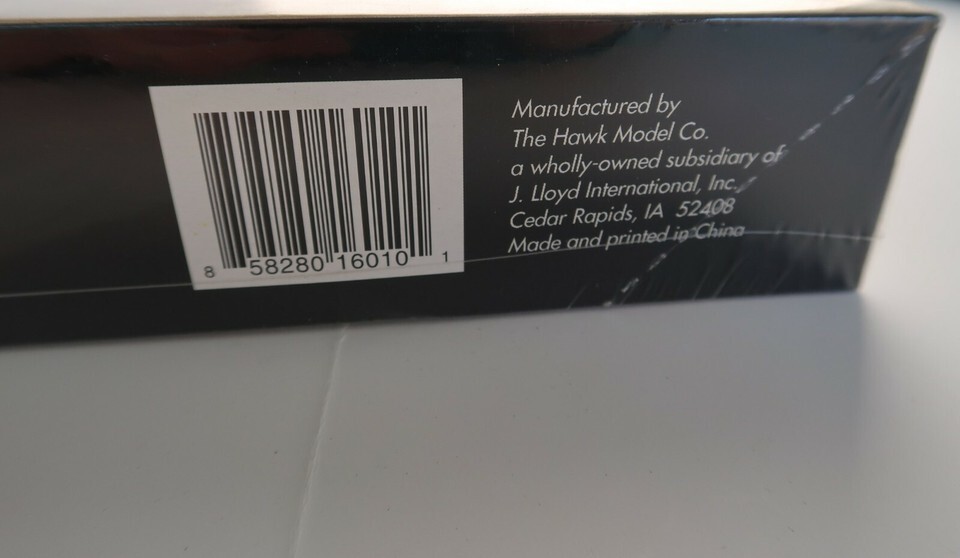 8 58280 16010 1
Manufactured by
The Hawk Model Co.
a wholly-owned subsidiary of
J. Lloyd International, Inc.
Cedar Rapids, IA 52408
Made and printed in China